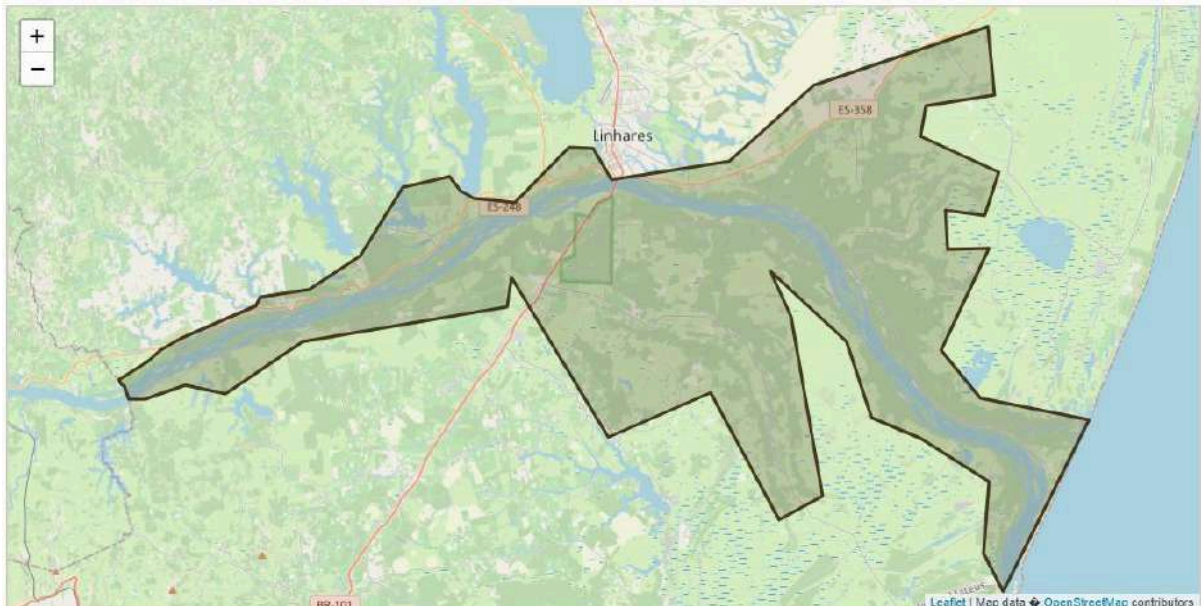 +
−
ES-358
Linhares
ES-248
BR-101
Leaflet | Map data � OpenStreetMap contributors